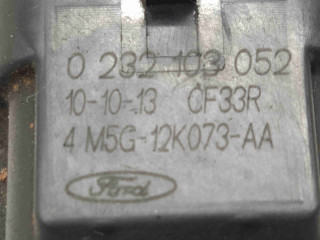 0 232 103 052
10-10-13 CF33R
4 M5G-12K073-AA
Ford